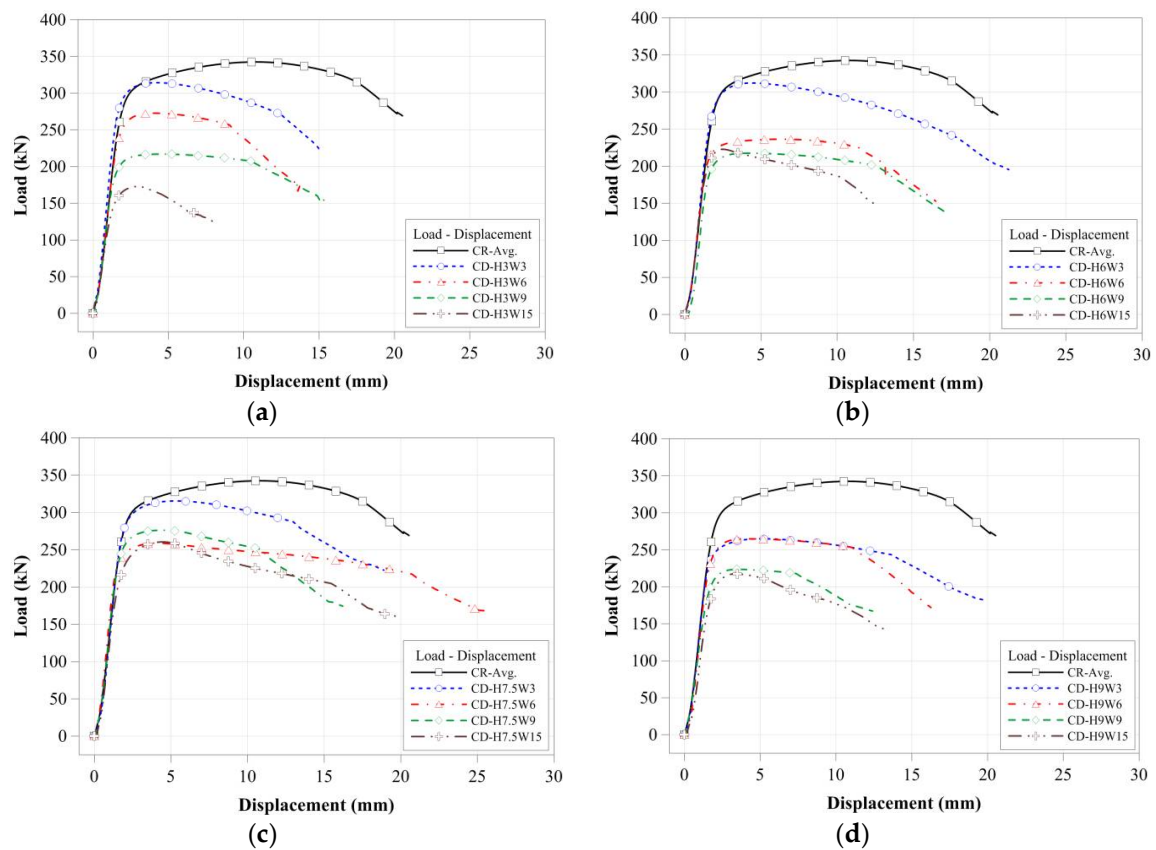 400
350
300
250
200
150
100
50
0
Load (kN)
Load - Displacement
CR-Avg.
CD-H3W3
CD-H3W6
CD-H3W9
CD-H3W15
0 5 10 15 20 25 30
Displacement (mm)
(a)
400
350
300
250
200
150
100
50
0
Load (kN)
Load - Displacement
CR-Avg.
CD-H6W3
CD-H6W6
CD-H6W9
CD-H6W15
0 5 10 15 20 25 30
Displacement (mm)
(b)
400
350
300
250
200
150
100
50
0
Load (kN)
Load - Displacement
CR-Avg.
CD-H7.5W3
CD-H7.5W6
CD-H7.5W9
CD-H7.5W15
0 5 10 15 20 25 30
Displacement (mm)
(c)
400
350
300
250
200
150
100
50
0
Load (kN)
Load - Displacement
CR-Avg.
CD-H9W3
CD-H9W6
CD-H9W9
CD-H9W15
0 5 10 15 20 25 30
Displacement (mm)
(d)